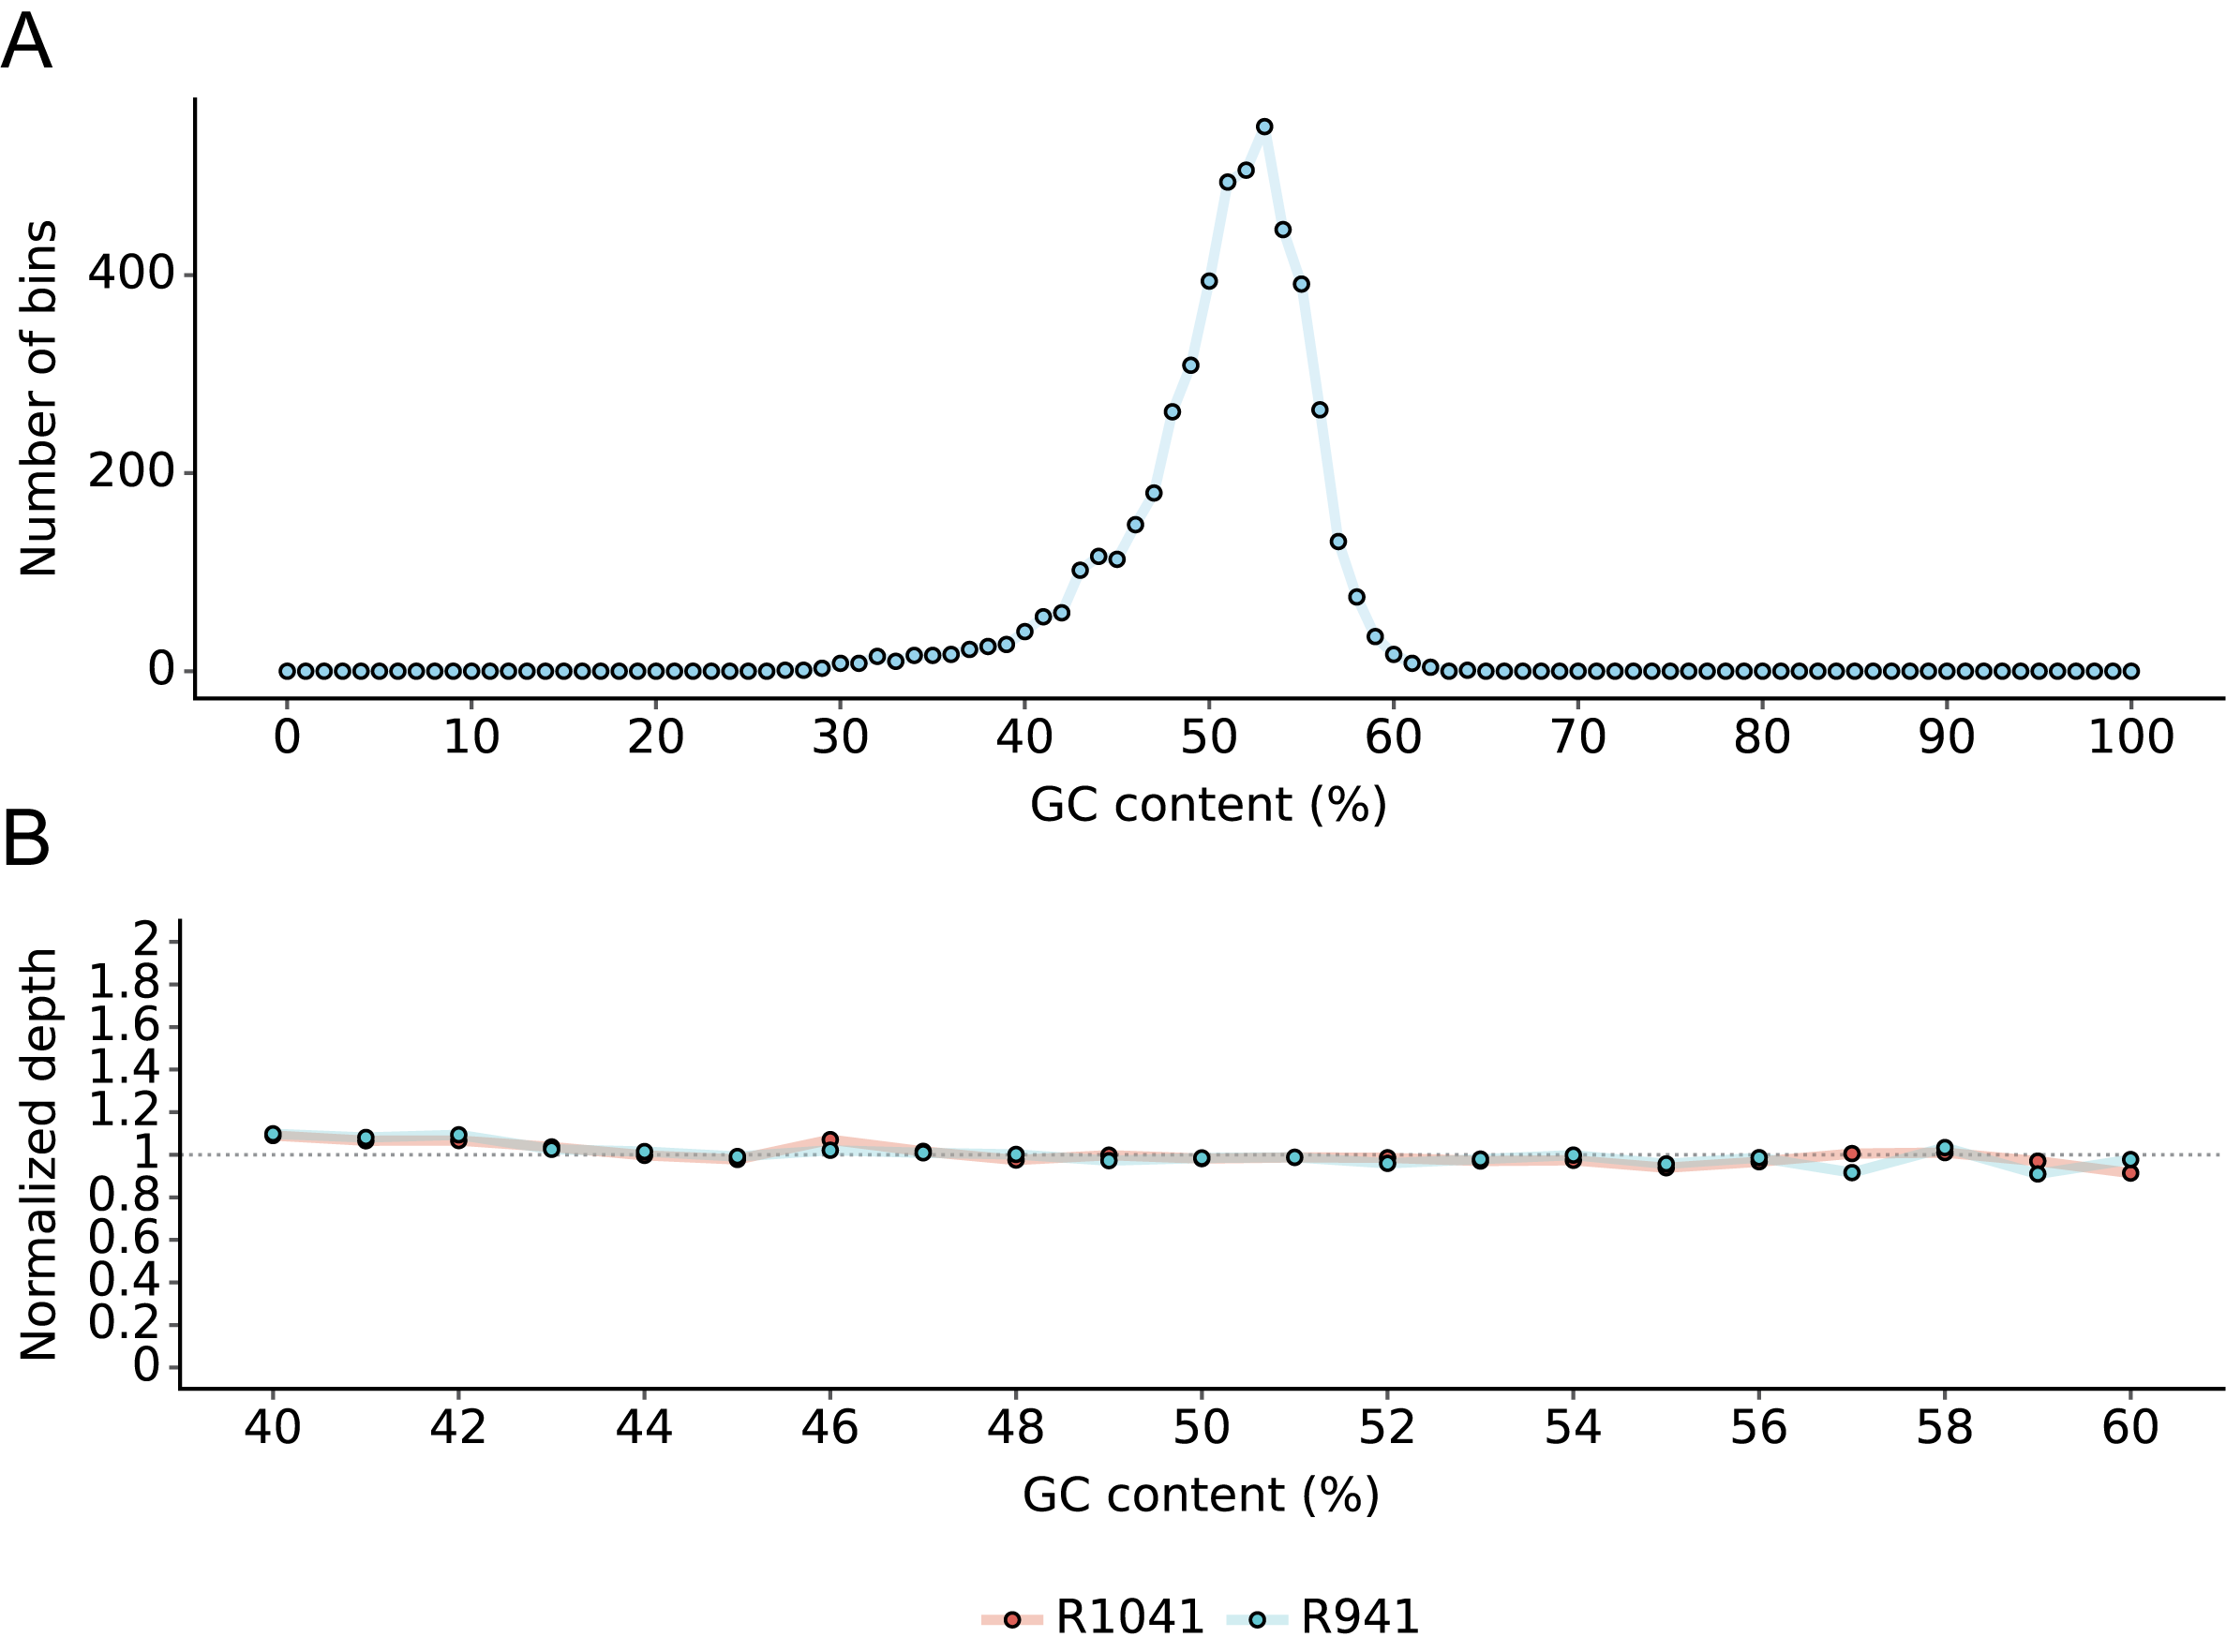 A
Number of bins
400
200
0
0 10 20 30 40 50 60 70 80 90 100
GC content (%)
B
Normalized depth
2
1.8
1.6
1.4
1.2
1
0.8
0.6
0.4
0.2
0
40 42 44 46 48 50 52 54 56 58 60
GC content (%)
R1041 R941